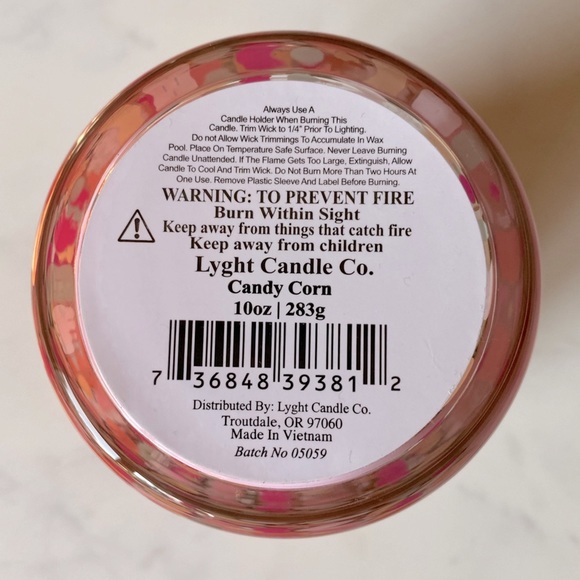 Always Use A
Candle Holder When Burning This
Candle. Trim Wick to 1/4" Prior To Lighting.
Do not Allow Wick Trimmings To Accumulate In Wax
Pool. Place On Temperature Safe Surface. Never Leave Burning
Candle Unattended. If The Flame Gets Too Large, Extinguish, Allow
Candle To Cool And Trim Wick. Do Not Burn More Than Two Hours At
One Use. Remove Plastic Sleeve And Label Before Burning.
WARNING: TO PREVENT FIRE
Burn Within Sight
Keep away from things that catch fire
Keep away from children
Lyght Candle Co.
Candy Corn
10oz | 283g
7 36848 39381 2
Distributed By: Lyght Candle Co.
Troutdale, OR 97060
Made In Vietnam
Batch No 05059